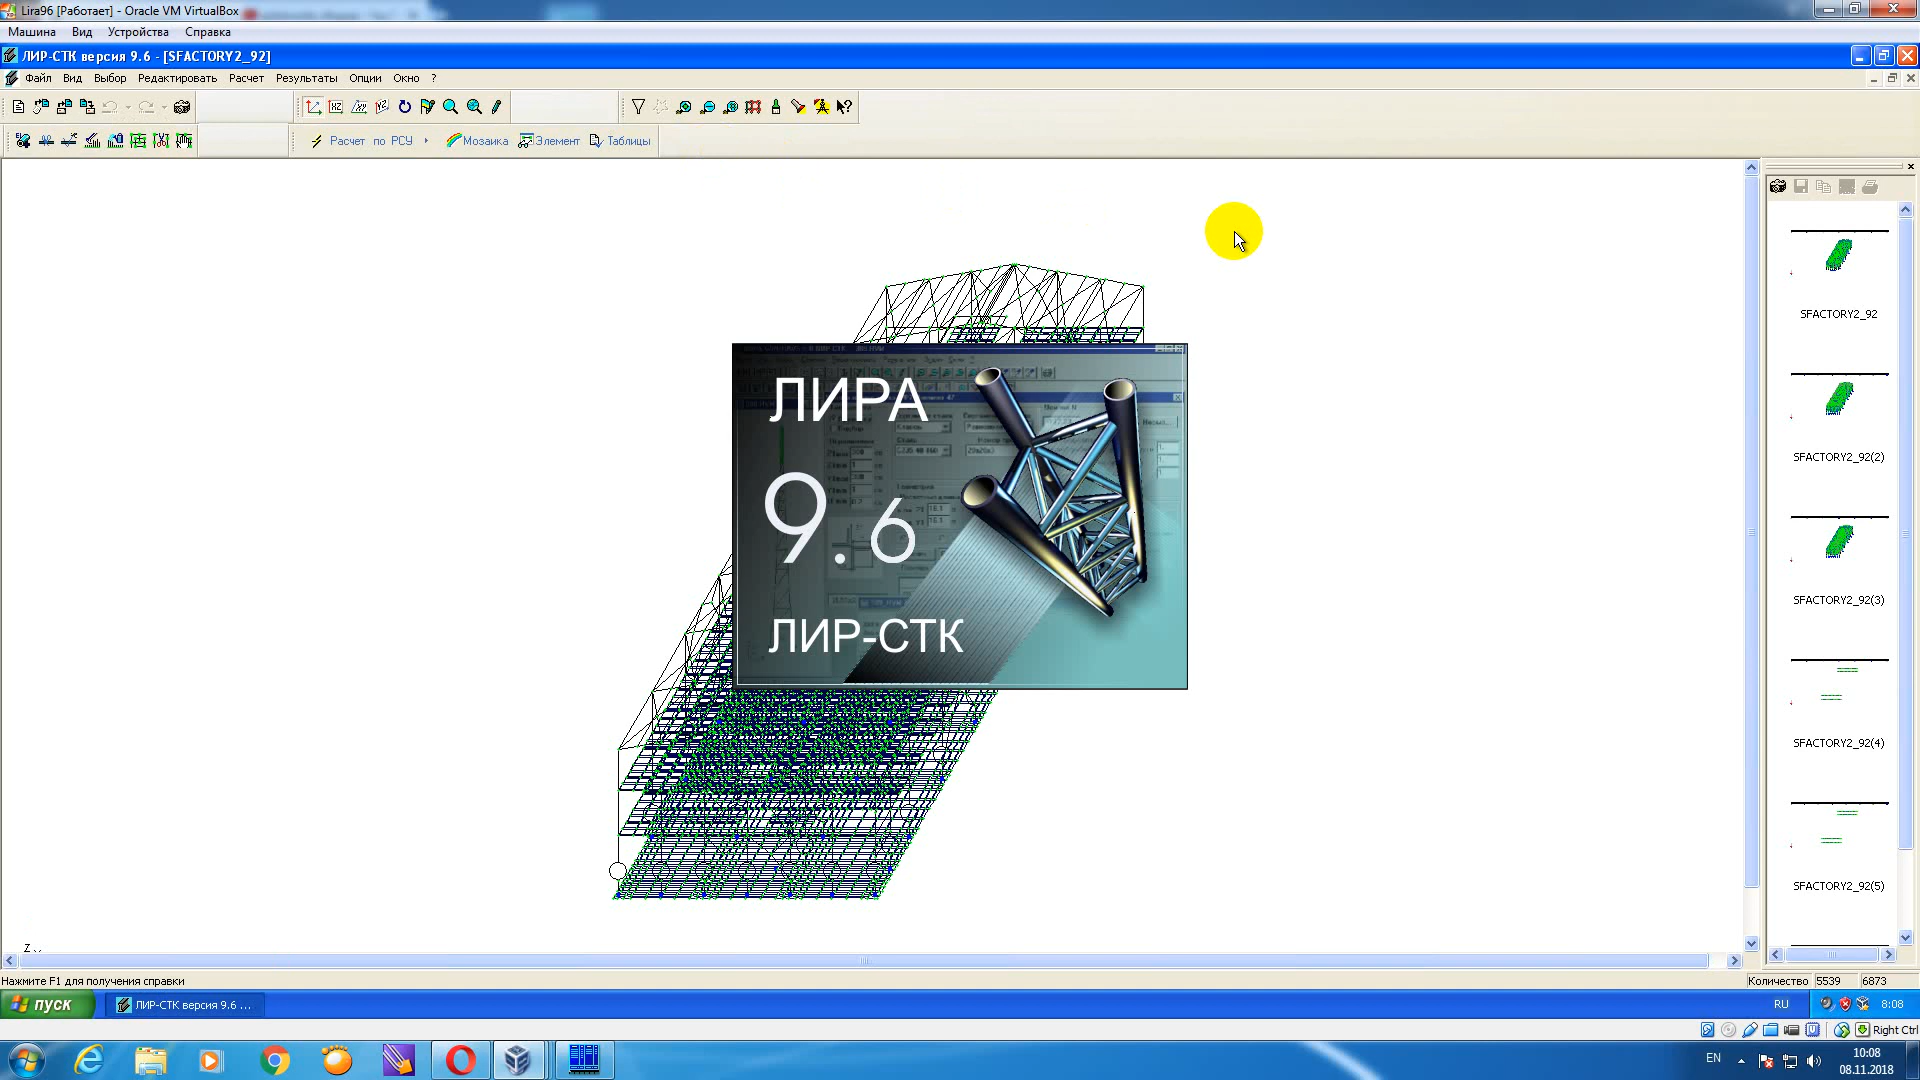 Lira96 [Работает] - Oracle VM VirtualBox
Машина Вид Устройства Справка
ЛИР-СТК версия 9.6 - [SFACTORY2_92]
Файл Вид Выбор Редактировать Расчет Результаты Опции Окно ?
Расчет по РСУ Мозаика Элемент Таблицы
SFACTORY2_92
SFACTORY2_92(2)
SFACTORY2_92(3)
SFACTORY2_92(4)
SFACTORY2_92(5)
ЛИРА
9.6
ЛИР-СТК
Z
Нажмите F1 для получения справки
Количество 5539 6873
пуск ЛИР-СТК версия 9.6 ... RU 8:08
Right Ctrl
EN 10:08
08.11.2018